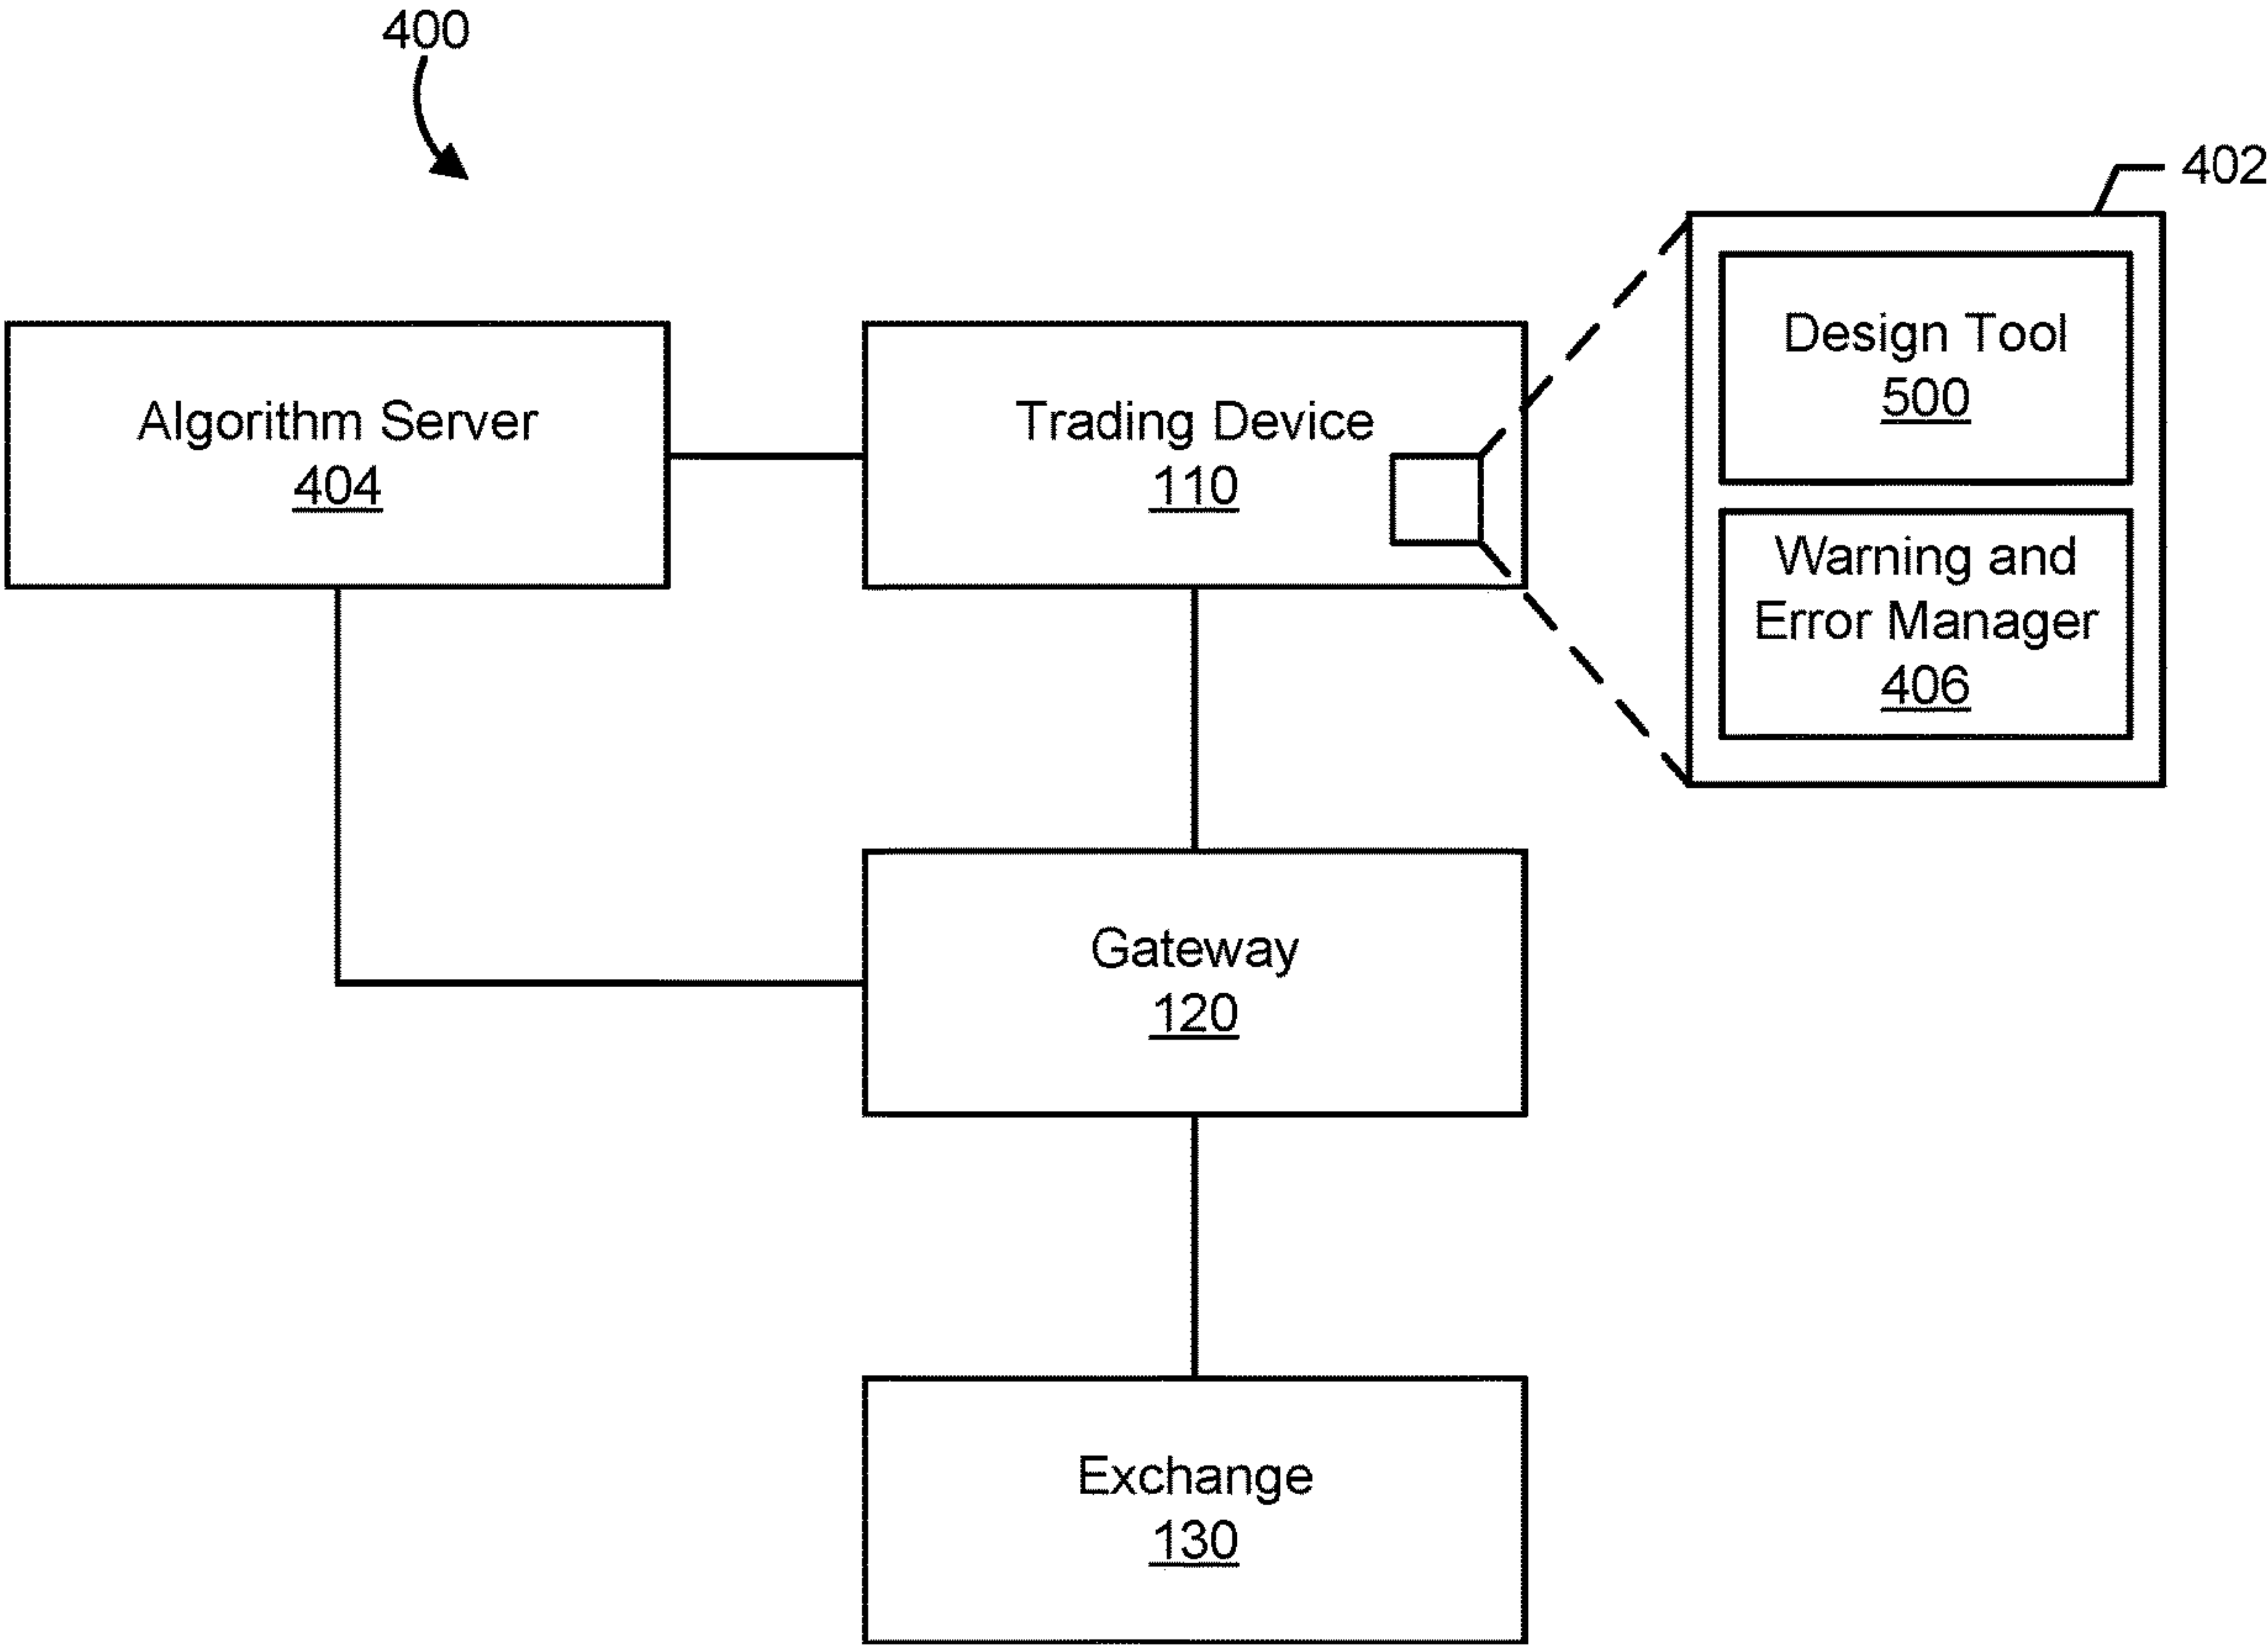 400
402
Design Tool
500
Algorithm Server
404
Trading Device
110
Warning and
Error Manager
406
Gateway
120
Exchange
130